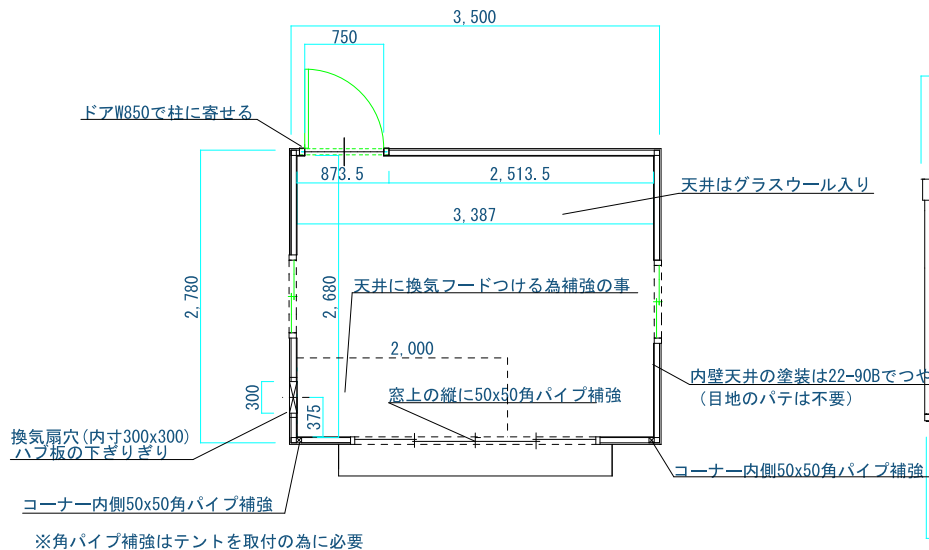 3,500
750
ドアW850で柱に寄せる
873.5
2,513.5
天井はグラスウール入り
3,387
2,780
2,680
天井に換気フードつける為補強の事
2,000
内壁天井の塗装は22-90Bでつや
(目地のパテは不要)
300
375
窓上の縦に50x50角パイプ補強
換気扇穴(内寸300x300)
ハブ板の下ぎりぎり
コーナー内側50x50角パイプ補強
コーナー内側50x50角パイプ補強
※角パイプ補強はテントを取付の為に必要